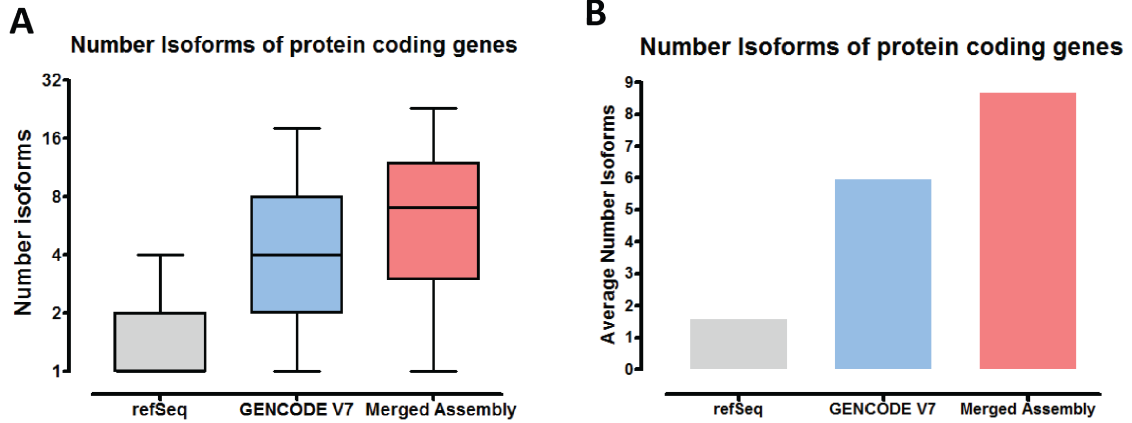 A
Number Isoforms of protein coding genes
Number isoforms
32
16
8
4
2
1
refSeq GENCODE V7 Merged Assembly
B
Number Isoforms of protein coding genes
Average Number Isoforms
9
8
7
6
5
4
3
2
1
0
refSeq GENCODE V7 Merged Assembly